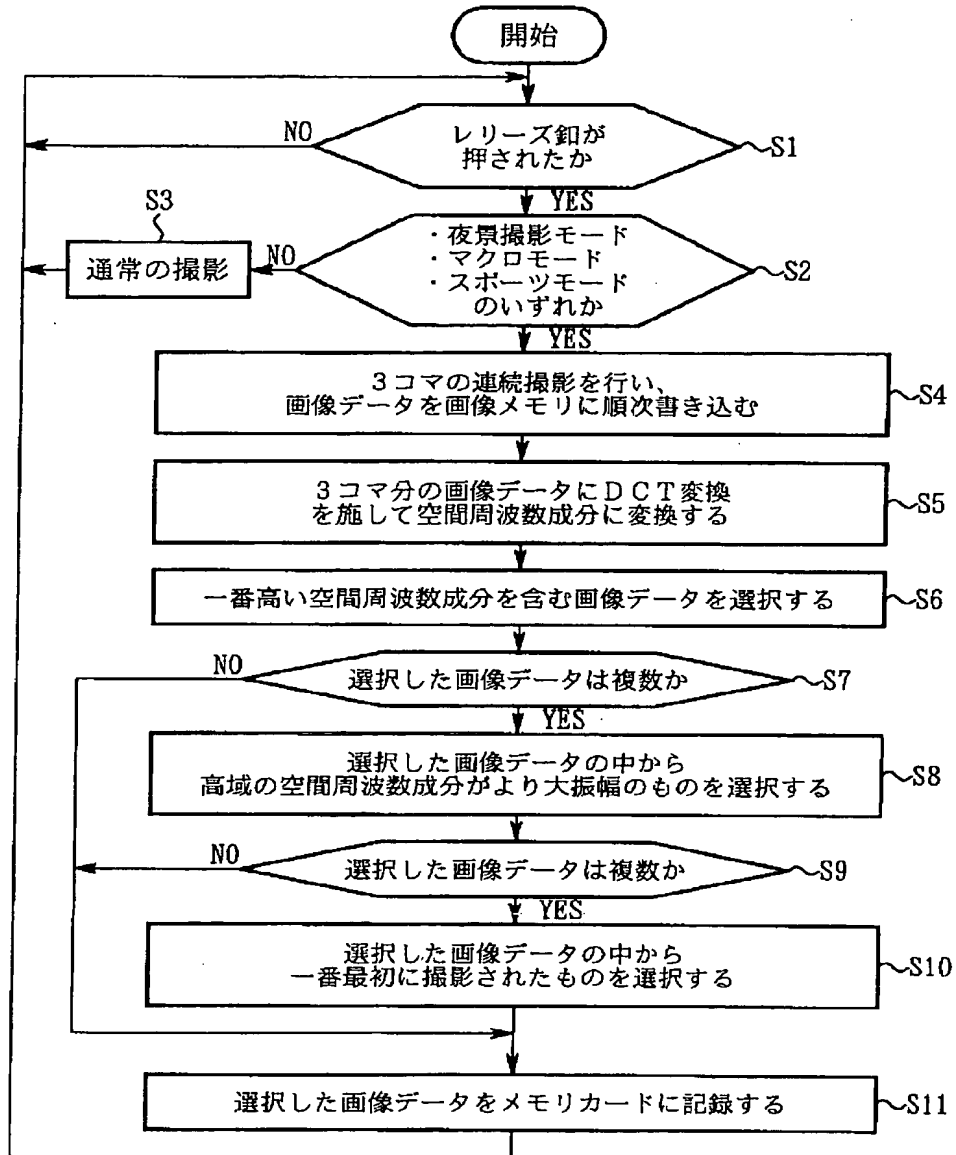 開始
レリーズ釦が
押されたか
NO
S1
YES
S3
通常の撮影
NO
・夜景撮影モード
・マクロモード
・スポーツモード
のいずれか
S2
YES
3コマの連続撮影を行い、
画像データを画像メモリに順次書き込む
S4
3コマ分の画像データにDCT変換
を施して空間周波数成分に変換する
S5
一番高い空間周波数成分を含む画像データを選択する
S6
NO
選択した画像データは複数か
S7
YES
選択した画像データの中から
高域の空間周波数成分がより大振幅のものを選択する
S8
NO
選択した画像データは複数か
S9
YES
選択した画像データの中から
一番最初に撮影されたものを選択する
S10
選択した画像データをメモリカードに記録する
S11